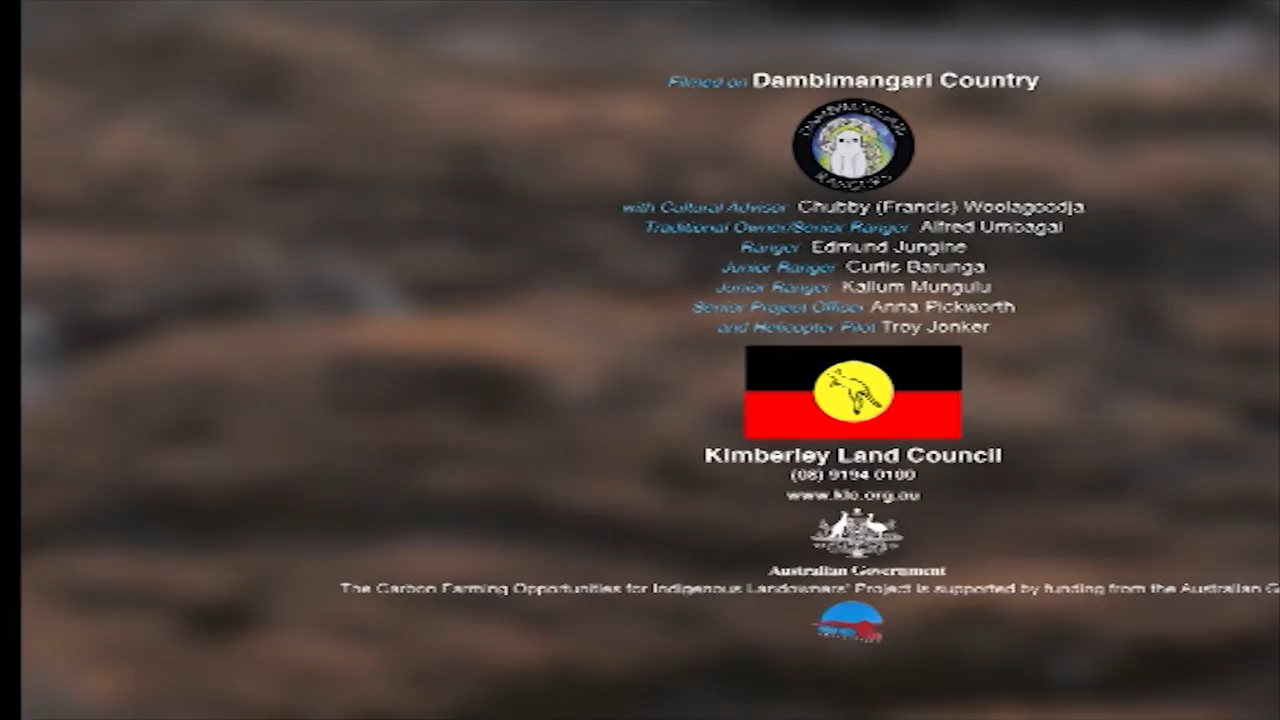 Filmed on Dambimangari Country
DAMBIMANGARI
RANGERS
with Cultural Advisor Chubby (Francis) Woolagoodja
Traditional Owner/Senior Ranger Alfred Umbagai
Ranger Edmund Jungine
Junior Ranger Curtis Barunga
Junior Ranger Kallum Mungulu
Senior Project Officer Anna Pickworth
and Helicopter Pilot Troy Jonker
Kimberley Land Council
(08) 9194 0100
www.klc.org.au
Australian Government
The Carbon Farming Opportunities for Indigenous Landowners' Project is supported by funding from the Australian G